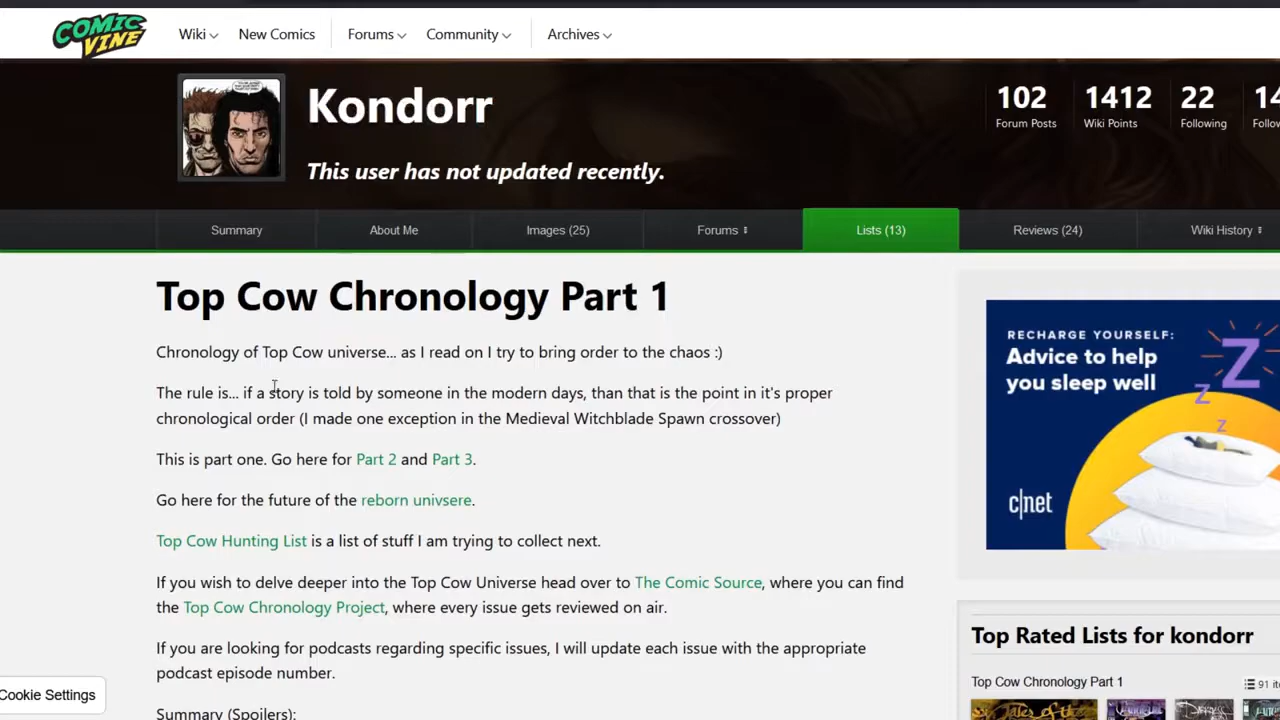 COMIC VINE
Wiki
New Comics
Forums
Community
Archives
Kondorr
This user has not updated recently.
102
Forum Posts
1412
Wiki Points
22
Following
14
Follow
Summary
About Me
Images (25)
Forums
Lists (13)
Reviews (24)
Wiki History
Top Cow Chronology Part 1
Chronology of Top Cow universe... as I read on I try to bring order to the chaos :)
The rule is... if a story is told by someone in the modern days, than that is the point in it's proper
chronological order (I made one exception in the Medieval Witchblade Spawn crossover)
This is part one. Go here for Part 2 and Part 3.
Go here for the future of the reborn univsere.
Top Cow Hunting List is a list of stuff I am trying to collect next.
If you wish to delve deeper into the Top Cow Universe head over to The Comic Source, where you can find
the Top Cow Chronology Project, where every issue gets reviewed on air.
If you are looking for podcasts regarding specific issues, I will update each issue with the appropriate
podcast episode number.
Summary (Spoilers):
RECHARGE YOURSELF:
Advice to help
you sleep well
Z
Z
Z
c|net
Top Rated Lists for kondorr
Top Cow Chronology Part 1
91 ite
Cookie Settings